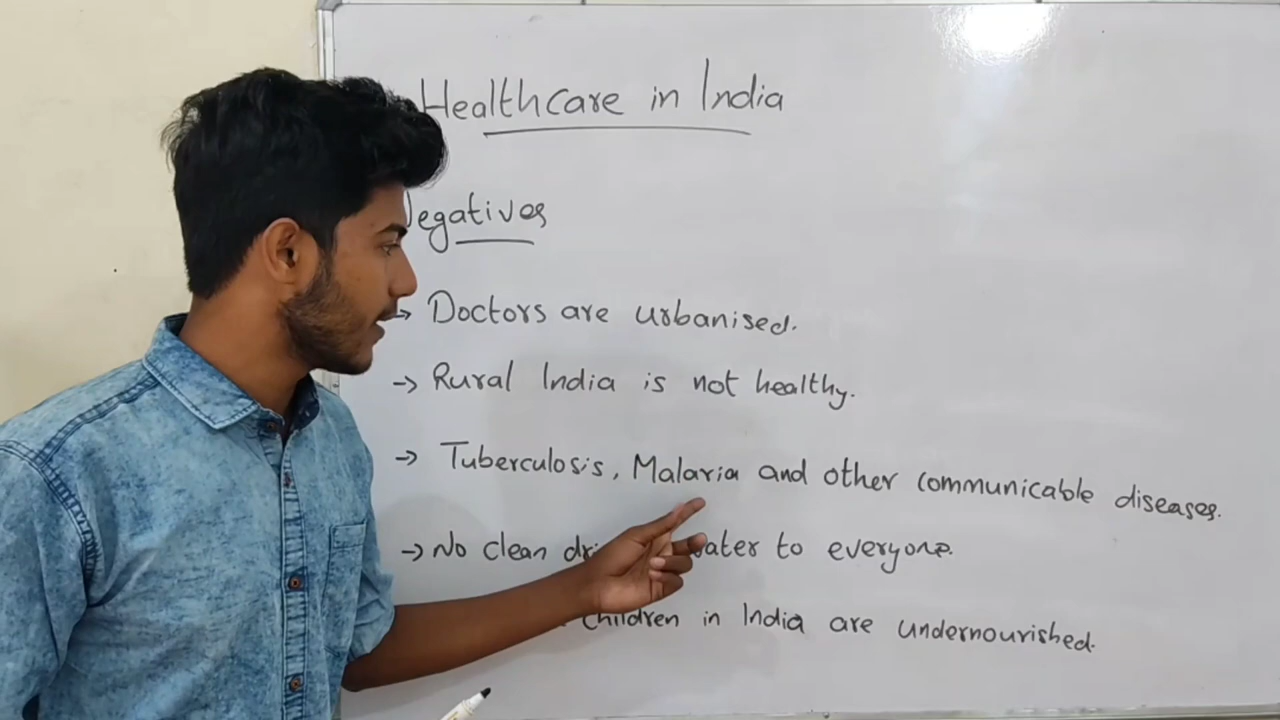 Healthcare in India
Negatives
→ Doctors are urbanised.
→ Rural India is not healthy.
→ Tuberculosis, Malaria and other communicable diseases.
→ No clean water to everyone.
children in India are undernourished.